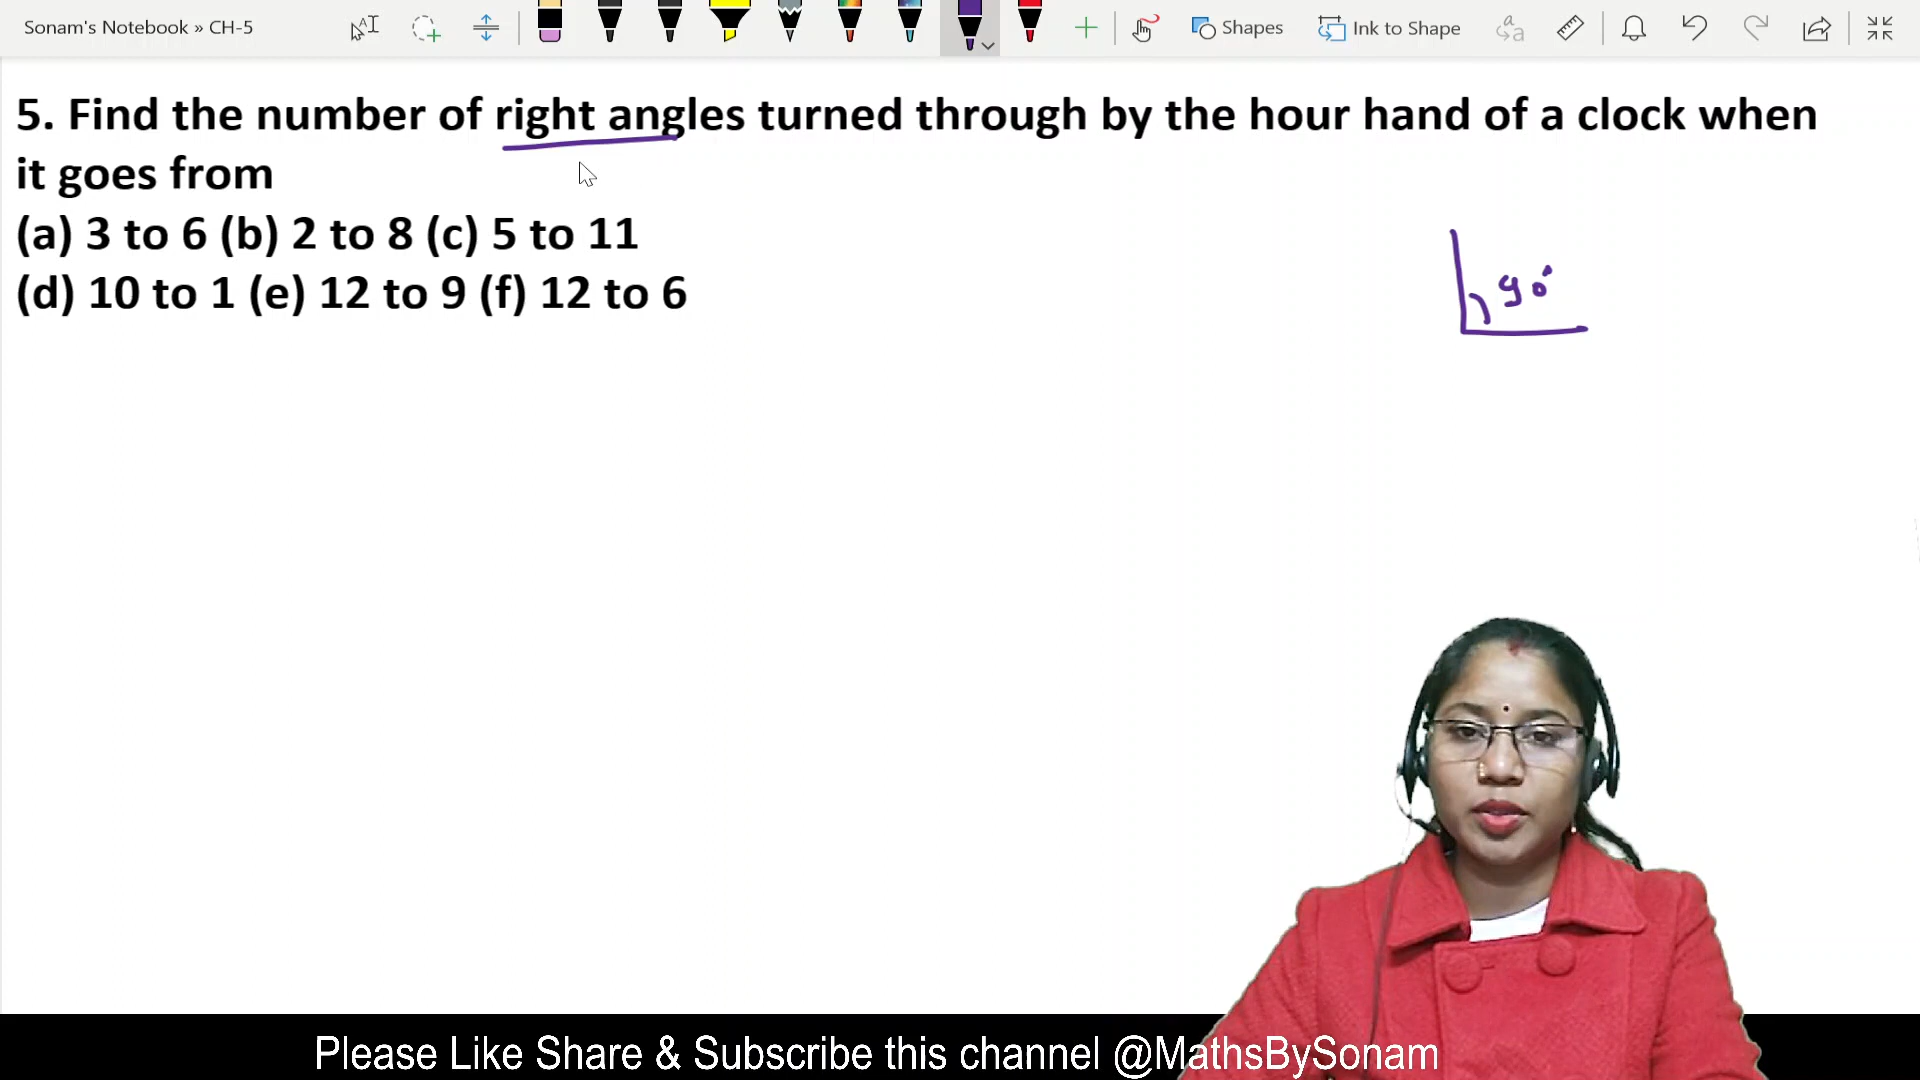 Sonam's Notebook » CH-5
Shapes
Ink to Shape
5. Find the number of right angles turned through by the hour hand of a clock when
it goes from
(a) 3 to 6 (b) 2 to 8 (c) 5 to 11
(d) 10 to 1 (e) 12 to 9 (f) 12 to 6
90°
Please Like Share & Subscribe this channel @MathsBySonam